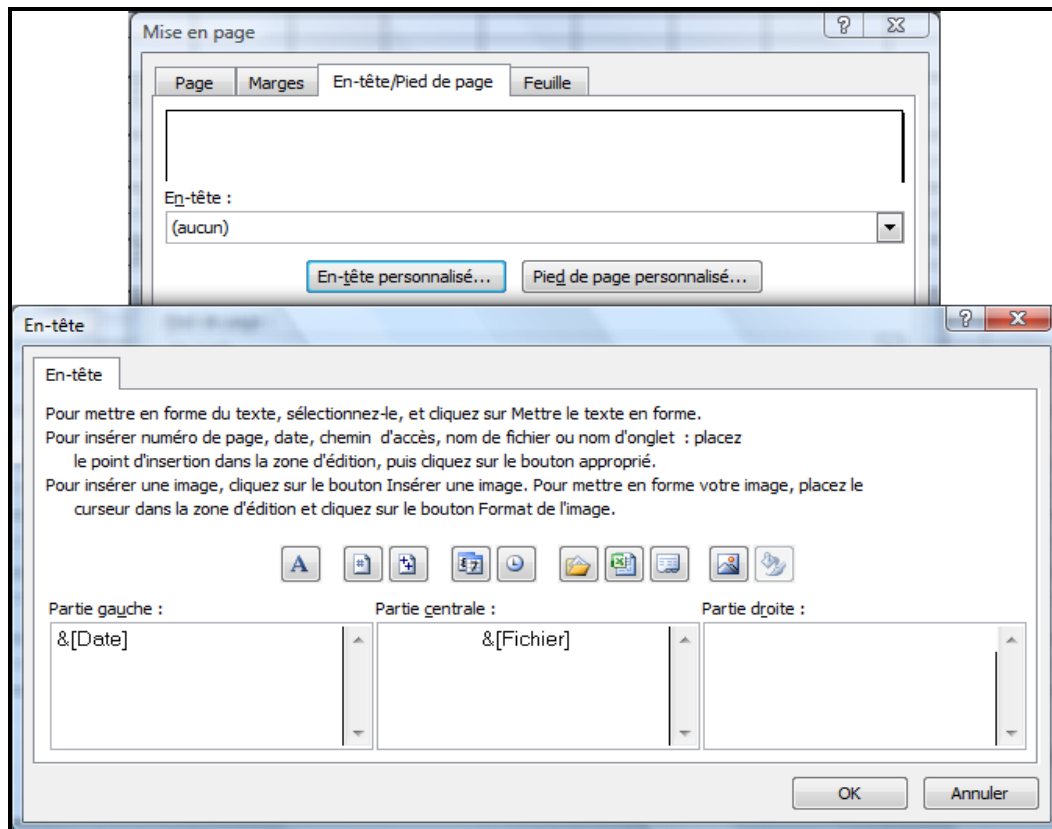 Mise en page
Page Marges En-tête/Pied de page Feuille
En-tête :
(aucun)
En-tête personnalisé... Pied de page personnalisé...
En-tête
En-tête
Pour mettre en forme du texte, sélectionnez-le, et cliquez sur Mettre le texte en forme.
Pour insérer numéro de page, date, chemin d'accès, nom de fichier ou nom d'onglet : placez
le point d'insertion dans la zone d'édition, puis cliquez sur le bouton approprié.
Pour insérer une image, cliquez sur le bouton Insérer une image. Pour mettre en forme votre image, placez le
curseur dans la zone d'édition et cliquez sur le bouton Format de l'image.
Partie gauche : Partie centrale : Partie droite :
&[Date] &[Fichier]
OK Annuler